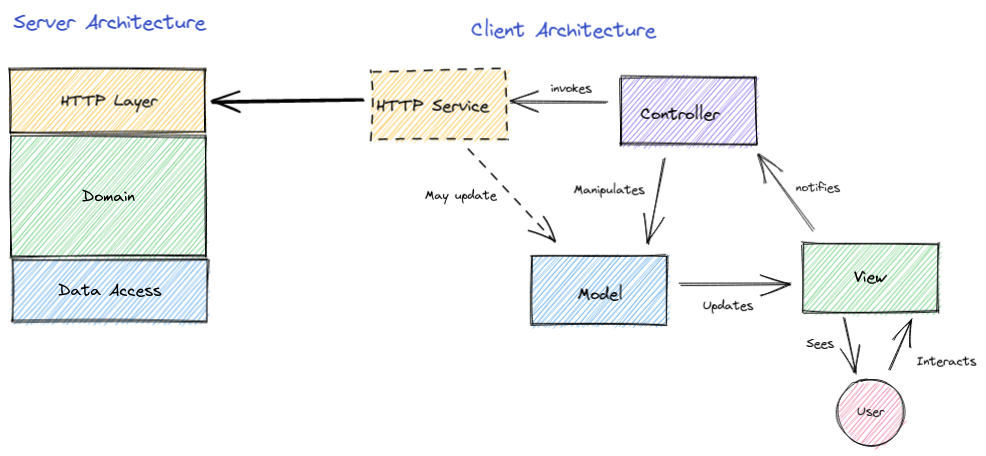 Server Architecture
Client Architecture
HTTP Layer
Domain
Data Access
HTTP Service
invokes
Controller
May update
Manipulates
notifies
Model
Updates
View
Sees
Interacts
User